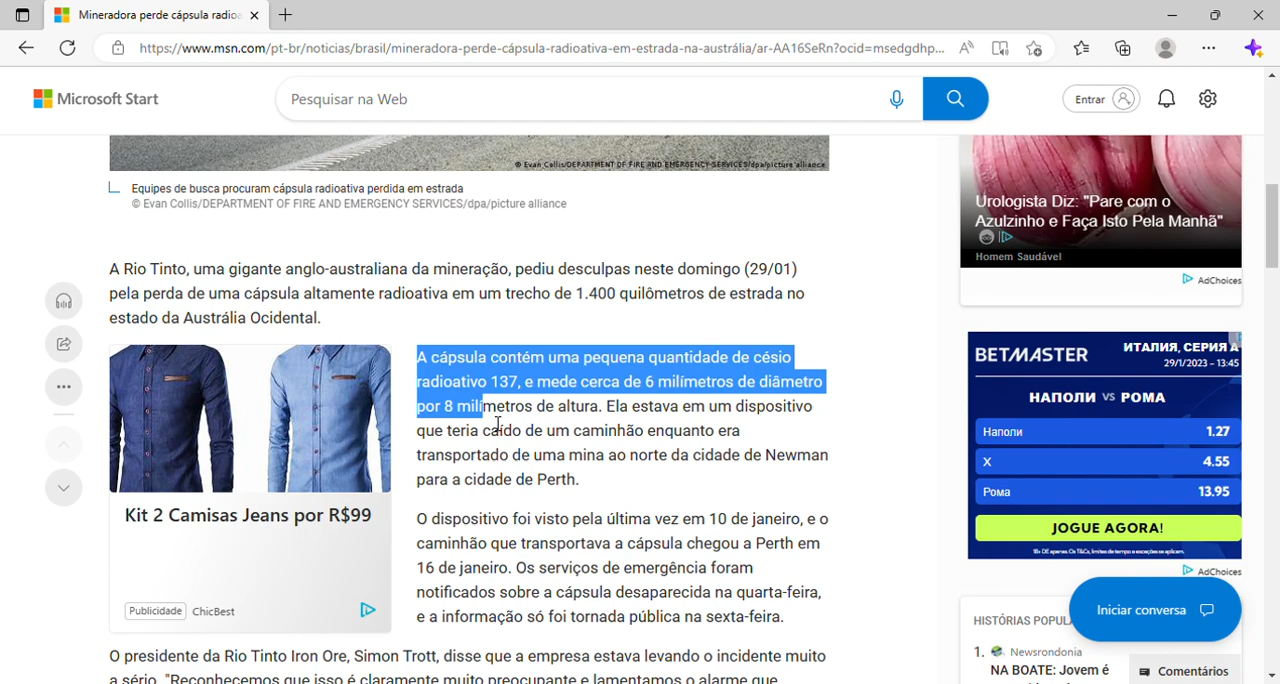 Mineradora perde cápsula radioa
https://www.msn.com/pt-br/noticias/brasil/mineradora-perde-cápsula-radioativa-em-estrada-na-austrália/ar-AA16SeRn?ocid=msedgdhp...
Microsoft Start
Pesquisar na Web
Entrar
© Evan Collis/DEPARTMENT OF FIRE AND EMERGENCY SERVICES/dpa/picture alliance
Equipes de busca procuram cápsula radioativa perdida em estrada
© Evan Collis/DEPARTMENT OF FIRE AND EMERGENCY SERVICES/dpa/picture alliance
A Rio Tinto, uma gigante anglo-australiana da mineração, pediu desculpas neste domingo (29/01)
pela perda de uma cápsula altamente radioativa em um trecho de 1.400 quilômetros de estrada no
estado da Austrália Ocidental.
A cápsula contém uma pequena quantidade de césio
radioativo 137, e mede cerca de 6 milímetros de diâmetro
por 8 milímetros de altura. Ela estava em um dispositivo
que teria caído de um caminhão enquanto era
transportado de uma mina ao norte da cidade de Newman
para a cidade de Perth.
Kit 2 Camisas Jeans por R$99
Publicidade
ChicBest
O dispositivo foi visto pela última vez em 10 de janeiro, e o
caminhão que transportava a cápsula chegou a Perth em
16 de janeiro. Os serviços de emergência foram
notificados sobre a cápsula desaparecida na quarta-feira,
e a informação só foi tornada pública na sexta-feira.
O presidente da Rio Tinto Iron Ore, Simon Trott, disse que a empresa estava levando o incidente muito
a sério. "Reconhecemos que isso é claramente muito preocupante e lamentamos o alarme que
Urologista Diz: "Pare com o
Azulzinho e Faça Isto Pela Manhã"
Homem Saudável
AdChoices
BETMASTER
ИТАЛИЯ, СЕРИЯ А
29/1/2023 - 13:45
НАПОЛИ VS РОМА
Наполи 1.27
X 4.55
Рома 13.95
JOGUE AGORA!
AdChoices
Iniciar conversa
HISTÓRIAS POPULA
1. Newsrondonia
NA BOATE: Jovem é
Comentários